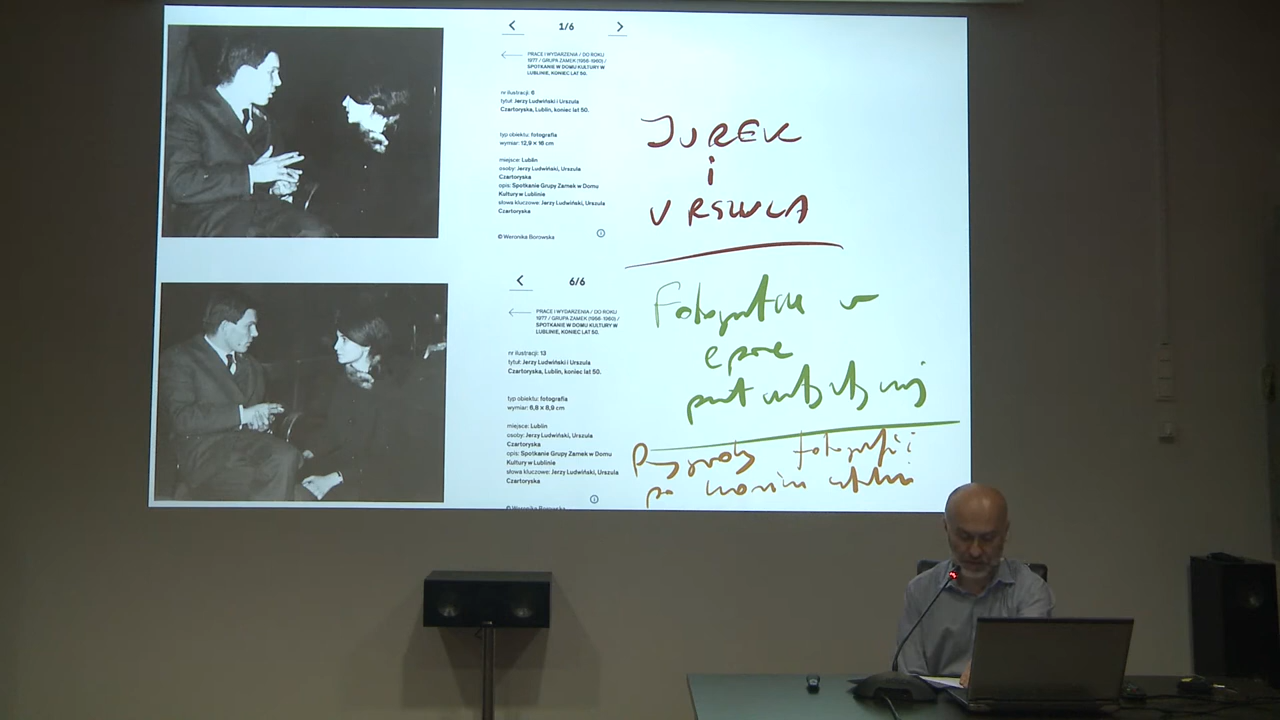 1/6
PRACE I WYDARZENIA / DO ROKU
1977 / GRUPA ZAMEK (1956-1960) /
SPOTKANIE W DOMU KULTURY W
LUBLINIE, KONIEC LAT 50.
nr ilustracji: 6
tytuł: Jerzy Ludwiński i Urszula
Czartoryska, Lublin, koniec lat 50.
typ obiektu: fotografia
wymiar: 12,9 × 16 cm
miejsce: Lublin
osoby: Jerzy Ludwiński, Urszula
Czartoryska
opis: Spotkanie Grupy Zamek w Domu
Kultury w Lublinie
słowa kluczowe: Jerzy Ludwiński, Urszula
Czartoryska
© Weronika Borowska
6/6
PRACE I WYDARZENIA / DO ROKU
1977 / GRUPA ZAMEK (1956-1960) /
SPOTKANIE W DOMU KULTURY W
LUBLINIE, KONIEC LAT 50.
nr ilustracji: 13
tytuł: Jerzy Ludwiński i Urszula
Czartoryska, Lublin, koniec lat 50.
typ obiektu: fotografia
wymiar: 6,8 × 8,9 cm
miejsce: Lublin
osoby: Jerzy Ludwiński, Urszula
Czartoryska
opis: Spotkanie Grupy Zamek w Domu
Kultury w Lublinie
słowa kluczowe: Jerzy Ludwiński, Urszula
Czartoryska
© Weronika Borowska
JUREK
i
URSZULA
Fotografia w
epoce
Przygody fotografii
po